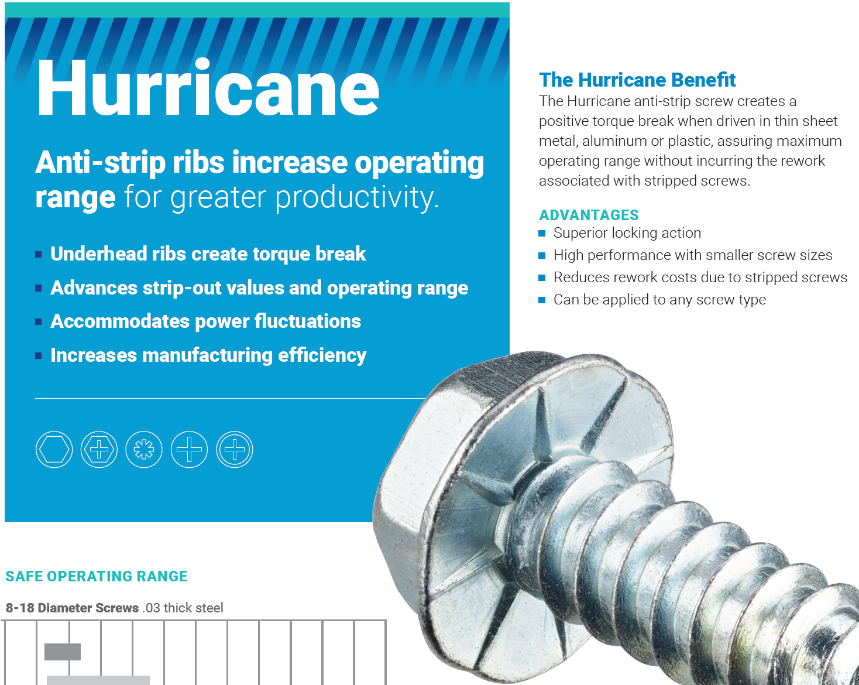 Hurricane
Anti-strip ribs increase operating
range for greater productivity.
Underhead ribs create torque break
Advances strip-out values and operating range
Accommodates power fluctuations
Increases manufacturing efficiency
The Hurricane Benefit
The Hurricane anti-strip screw creates a
positive torque break when driven in thin sheet
metal, aluminum or plastic, assuring maximum
operating range without incurring the rework
associated with stripped screws.
ADVANTAGES
Superior locking action
High performance with smaller screw sizes
Reduces rework costs due to stripped screws
Can be applied to any screw type
SAFE OPERATING RANGE
8-18 Diameter Screws .03 thick steel